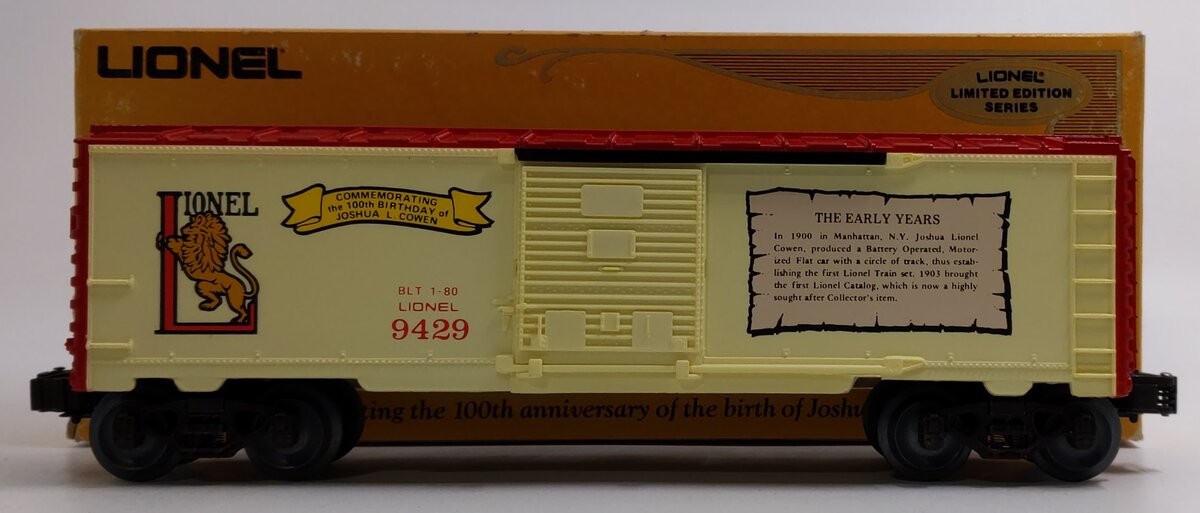 LIONEL
LIONEL
LIMITED EDITION
SERIES
LIONEL
COMMEMORATING
the 100th BIRTHDAY of
JOSHUA L. COWEN
BLT 1-80
LIONEL
9429
THE EARLY YEARS
In 1900 in Manhattan, N.Y. Joshua Lionel
Cowen, produced a Battery Operated, Motor-
ized Flat car with a circle of track, thus estab-
lishing the first Lionel Train set. 1903 brought
the first Lionel Catalog, which is now a highly
sought after Collector's item.
the 100th anniversary of the birth of